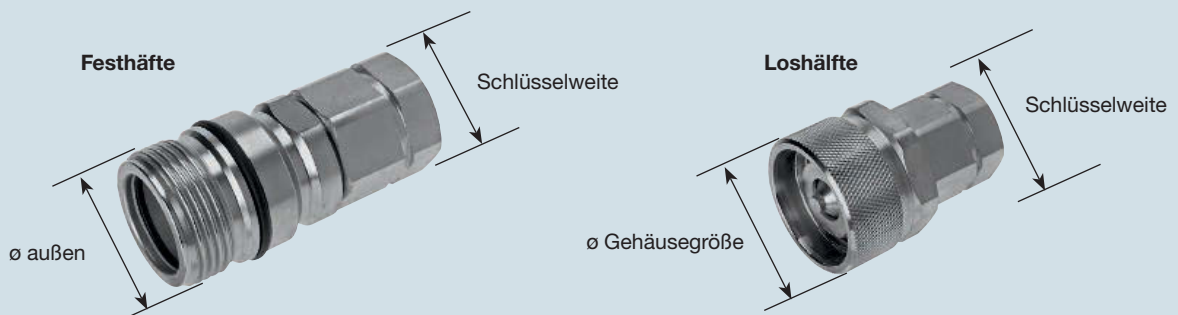 Festhäfte
Schlüsselweite
ø außen
Loshälfte
Schlüsselweite
ø Gehäusegröße